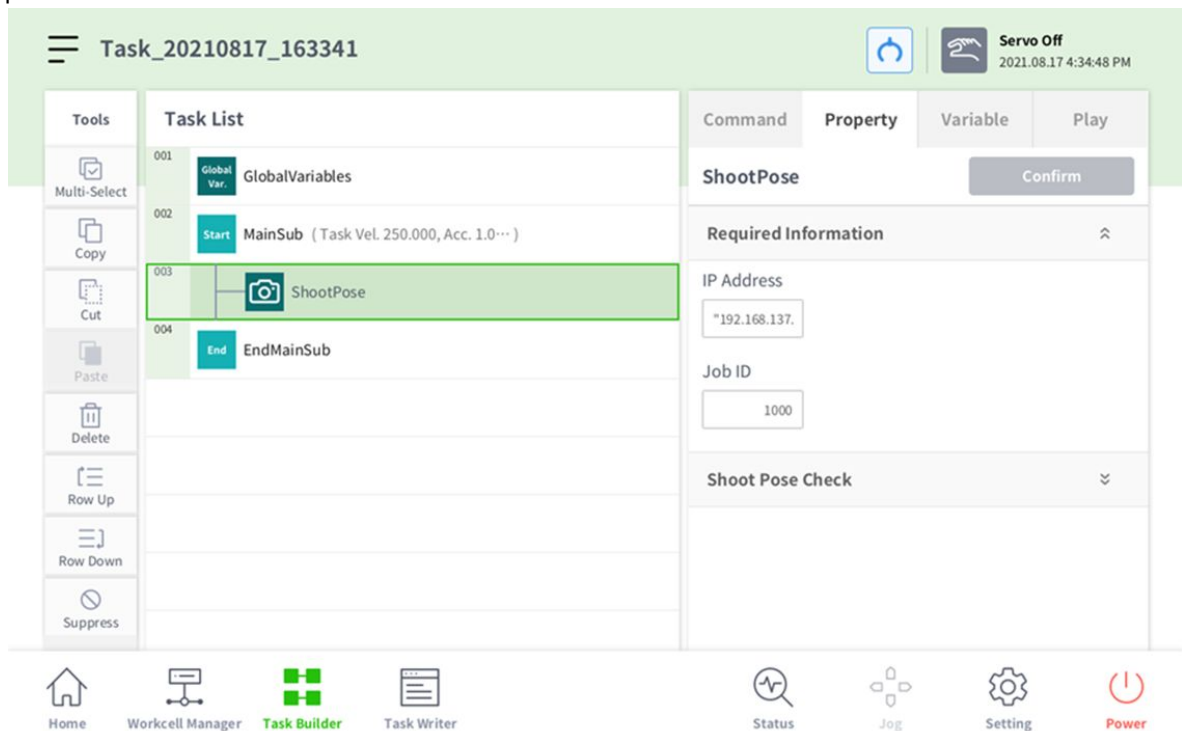 Task_20210817_163341
Servo Off
2021.08.17 4:34:48 PM
Tools
Multi-Select
Copy
Cut
Paste
Delete
Row Up
Row Down
Suppress
Task List
001
Global
Var.
GlobalVariables
002
Start
MainSub ( Task Vel. 250.000, Acc. 1.0··· )
003
ShootPose
004
End
EndMainSub
Command Property Variable Play
ShootPose
Confirm
Required Information
IP Address
"192.168.137.
Job ID
1000
Shoot Pose Check
Home
Workcell Manager
Task Builder
Task Writer
Status
Jog
Setting
Power